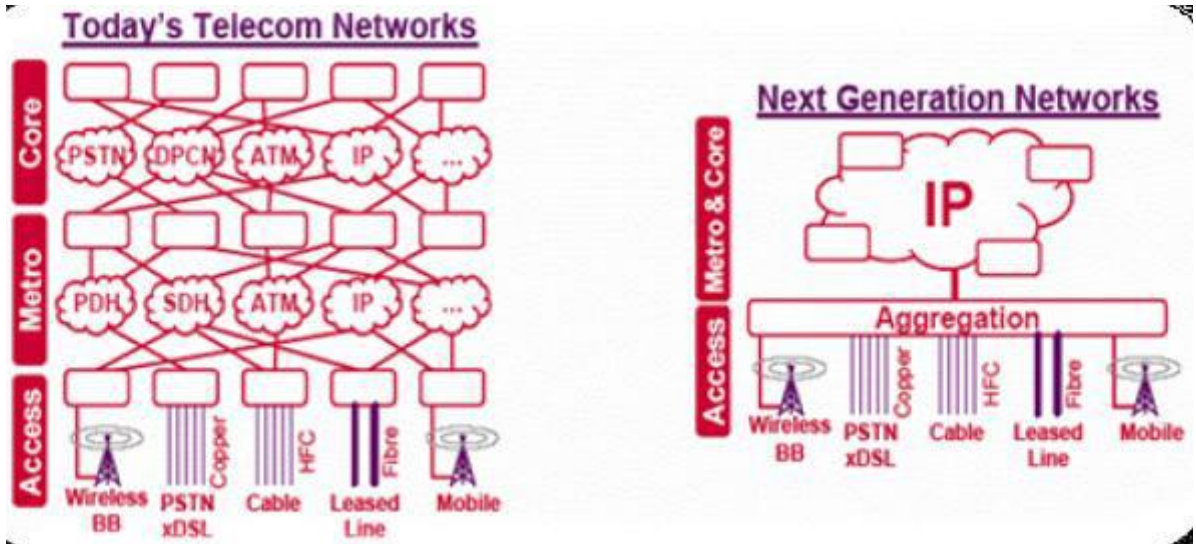 Today's Telecom Networks
Core
PSTN DPCN ATM IP ...
Metro
PDH SDH ATM IP ...
Access
Copper
HFC
Fibre
Wireless BB
PSTN xDSL
Cable
Leased Line
Mobile
Next Generation Networks
Metro & Core
IP
Aggregation
Access
Copper
HFC
Fibre
Wireless BB
PSTN xDSL
Cable
Leased Line
Mobile